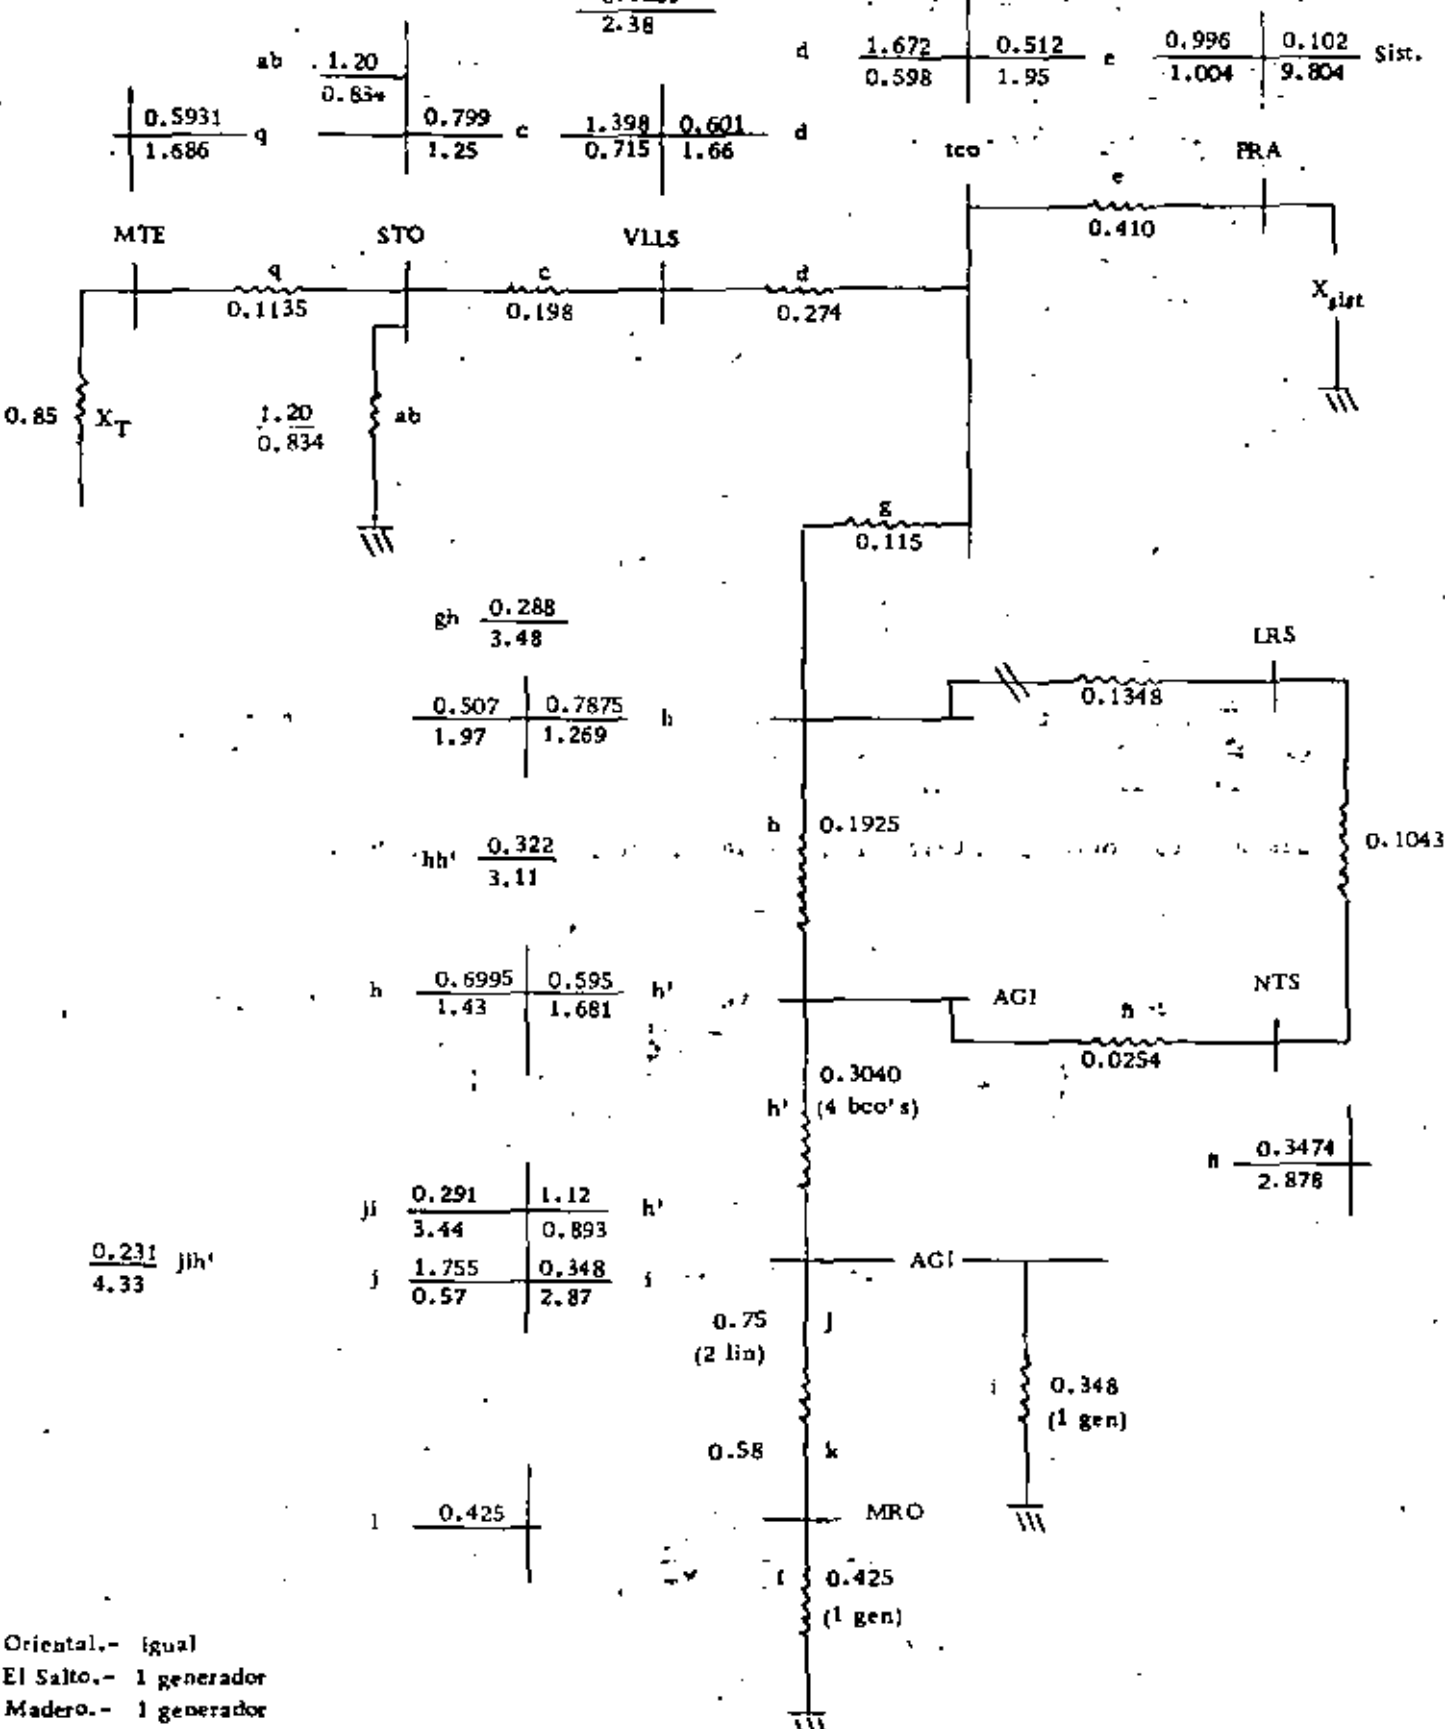 2.38
ab 1.20 d 1.672 0.512 e 0.996 0.102 Sist.
0.834 0.598 1.95 1.004 9.804
0.5931 q 0.799 c 1.398 0.601 d
1.686 1.25 0.715 1.66
tco PRA
e
0.410
MTE STO VLLS
q c d
0.1135 0.198 0.274
X sist
0.85 X T 1.20 ab
0.834
g
0.115
gh 0.288
3.48
LRS
0.1348
0.507 0.7875 h
1.97 1.269
h 0.1925
hh' 0.322
3.11
0.1043
h 0.6995 0.595 h' AGI NTS
1.43 1.681
0.0254
0.3040
h' (4 bco's)
0.3474
2.878
ji 0.291 1.12 h'
3.44 0.893
0.231 jih'
4.33
AGI
j 1.755 0.348 i
0.57 2.87
0.75 j
(2 lin)
i 0.348
(1 gen)
0.58 k
l 0.425 MRO
l 0.425
(1 gen)
Oriental.- igual
El Salto.- 1 generador
Madero.- 1 generador